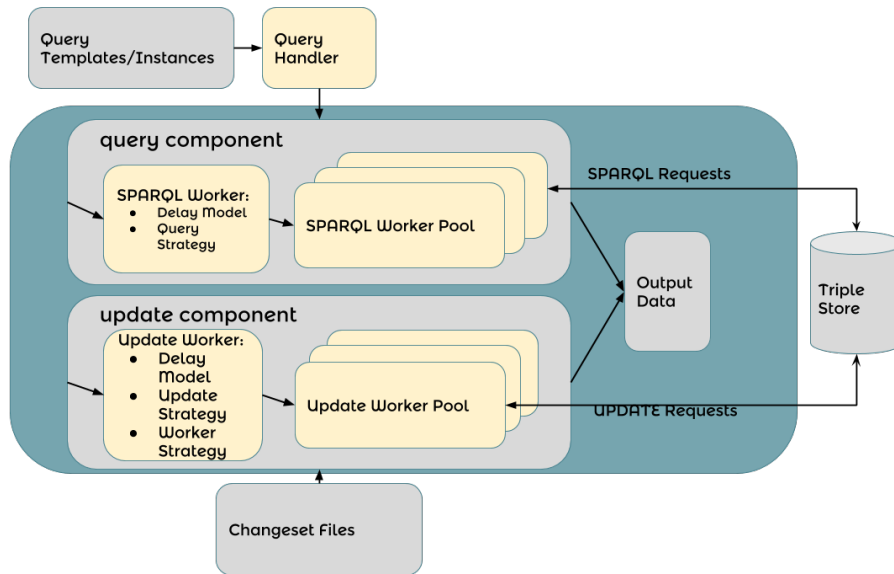 Query
Templates/Instances
Query
Handler
query component
SPARQL Worker:
● Delay Model
● Query
Strategy
SPARQL Worker Pool
SPARQL Requests
Output
Data
Triple
Store
update component
Update Worker:
● Delay
Model
● Update
Strategy
● Worker
Strategy
Update Worker Pool
UPDATE Requests
Changeset Files